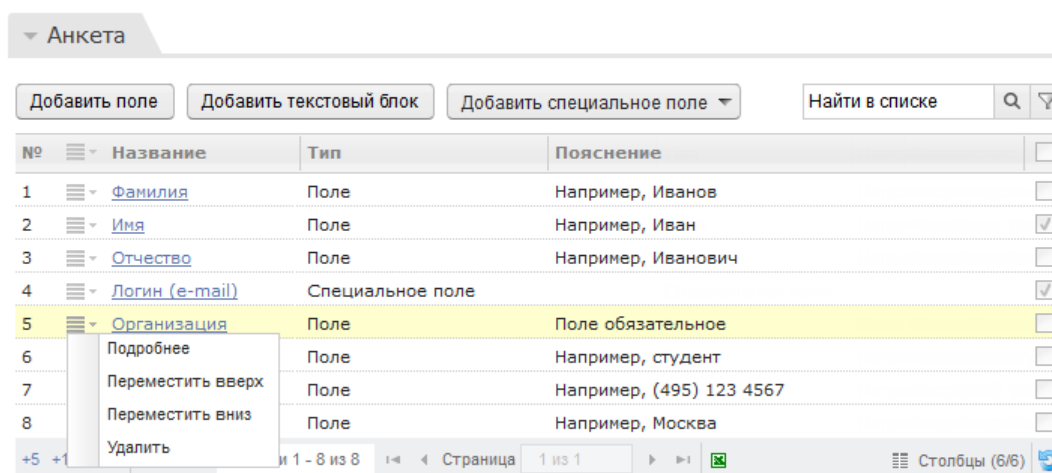 Анкета
Добавить поле Добавить текстовый блок Добавить специальное поле Найти в списке
№ Название Тип Пояснение
1 Фамилия Поле Например, Иванов
2 Имя Поле Например, Иван
3 Отчество Поле Например, Иванович
4 Логин (e-mail) Специальное поле
5 Организация Поле Поле обязательное
Подробнее
6 Поле Например, студент
Переместить вверх
7 Поле Например, (495) 123 4567
Переместить вниз
8 Поле Например, Москва
Удалить
+5 +1 и 1 - 8 из 8 Страница 1 из 1 Столбцы (6/6)